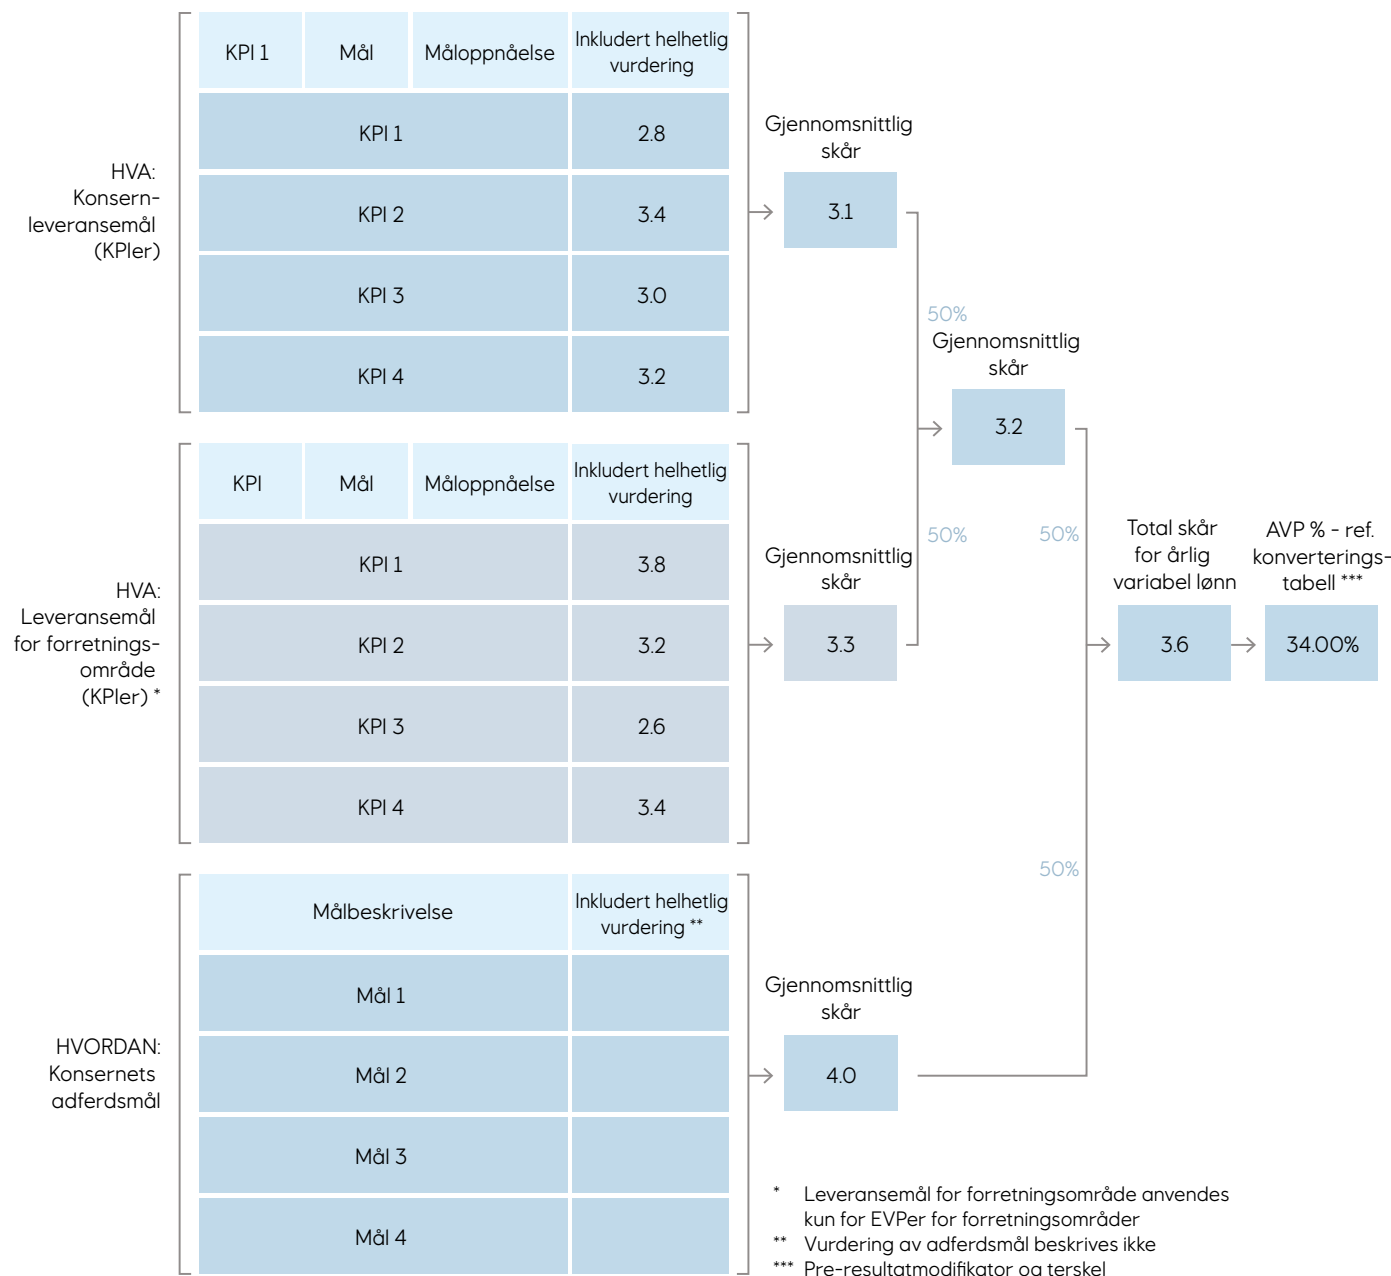 KPI 1
Mål
Måloppnåelse
Inkludert helhetlig
vurdering
HVA:
Konsern-
leveransemål
(KPIer)
KPI 1
2.8
KPI 2
3.4
KPI 3
3.0
KPI 4
3.2
Gjennomsnittlig
skår
3.1
50%
Gjennomsnittlig
skår
3.2
KPI
Mål
Måloppnåelse
Inkludert helhetlig
vurdering
HVA:
Leveransemål
for forretnings-
område
(KPIer) *
KPI 1
3.8
KPI 2
3.2
KPI 3
2.6
KPI 4
3.4
Gjennomsnittlig
skår
3.3
50%
50%
Total skår
for årlig
variabel lønn
3.6
AVP % - ref.
konverterings-
tabell ***
34.00%
50%
Målbeskrivelse
Inkludert helhetlig
vurdering **
HVORDAN:
Konsernets
adferdsmål
Mål 1
Mål 2
Mål 3
Mål 4
Gjennomsnittlig
skår
4.0
* Leveransemål for forretningsområde anvendes
kun for EVPer for forretningsområder
** Vurdering av adferdsmål beskrives ikke
*** Pre-resultatmodifikator og terskel